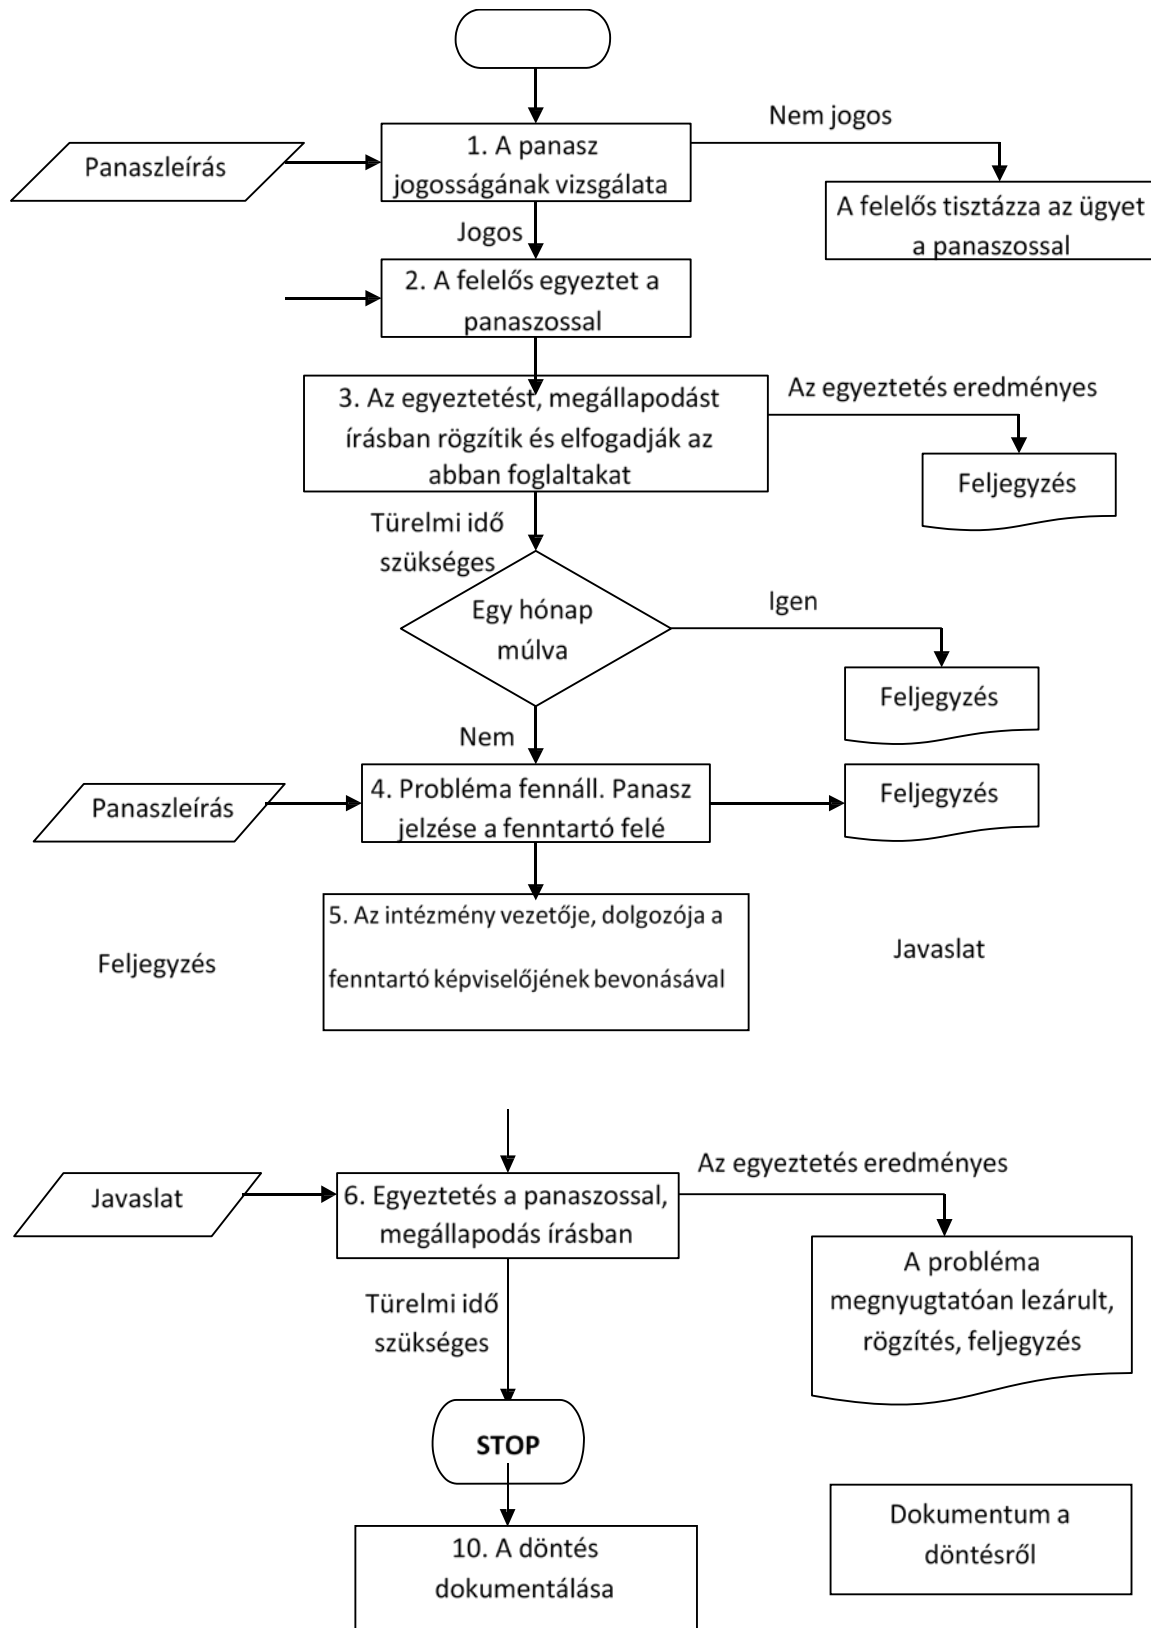 Nem jogos
Panaszleírás
1. A panasz
jogosságának vizsgálata
A felelős tisztázza az ügyet
a panaszossal
Jogos
2. A felelős egyeztet a
panaszossal
3. Az egyeztetést, megállapodást
írásban rögzítik és elfogadják az
abban foglaltakat
Az egyeztetés eredményes
Feljegyzés
Türelmi idő
szükséges
Egy hónap
múlva
Igen
Feljegyzés
Nem
Panaszleírás
4. Probléma fennáll. Panasz
jelzése a fenntartó felé
Feljegyzés
Feljegyzés
5. Az intézmény vezetője, dolgozója a
fenntartó képviselőjének bevonásával
Javaslat
Javaslat
6. Egyeztetés a panaszossal,
megállapodás írásban
Az egyeztetés eredményes
A probléma
megnyugtatóan lezárult,
rögzítés, feljegyzés
Türelmi idő
szükséges
STOP
10. A döntés
dokumentálása
Dokumentum a
döntésről